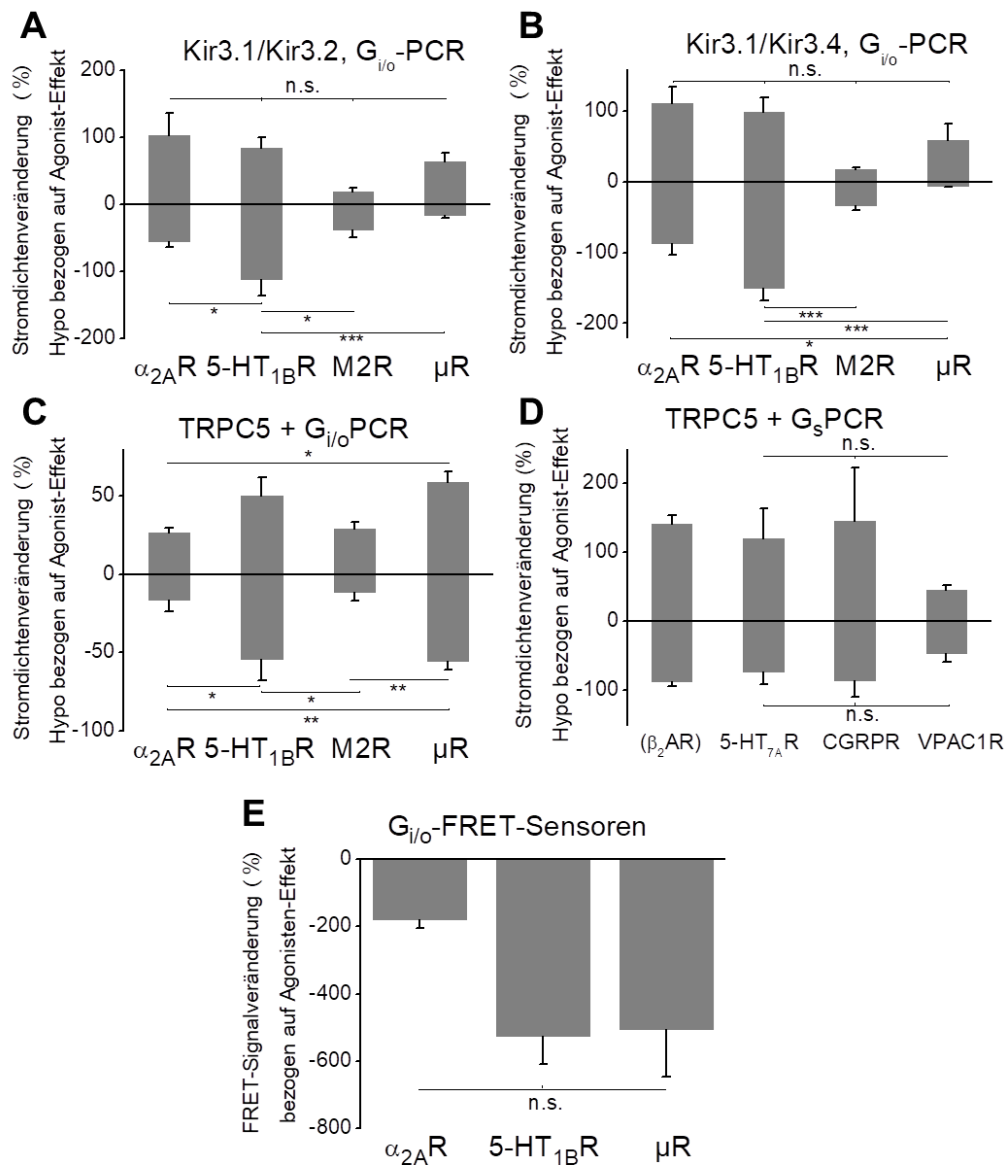 A
Kir3.1/Kir3.2, Gi/o-PCR
Stromdichtenveränderung (%)
Hypo bezogen auf Agonist-Effekt
200
100
0
-100
-200
n.s.
*
*
***
α2AR 5-HT1BR M2R µR
B
Kir3.1/Kir3.4, Gi/o-PCR
Stromdichtenveränderung (%)
Hypo bezogen auf Agonist-Effekt
100
0
-100
-200
n.s.
***
***
*
α2AR 5-HT1BR M2R µR
C
TRPC5 + Gi/oPCR
Stromdichtenveränderung (%)
Hypo bezogen auf Agonist-Effekt
50
0
-50
-100
*
*
*
**
**
α2AR 5-HT1BR M2R µR
D
TRPC5 + GsPCR
Stromdichtenveränderung (%)
Hypo bezogen auf Agonist-Effekt
200
100
0
-100
n.s.
n.s.
(β2AR) 5-HT7AR CGRPR VPAC1R
E
Gi/o-FRET-Sensoren
FRET-Signalveränderung (%)
bezogen auf Agonisten-Effekt
0
-200
-400
-600
-800
n.s.
α2AR 5-HT1BR µR